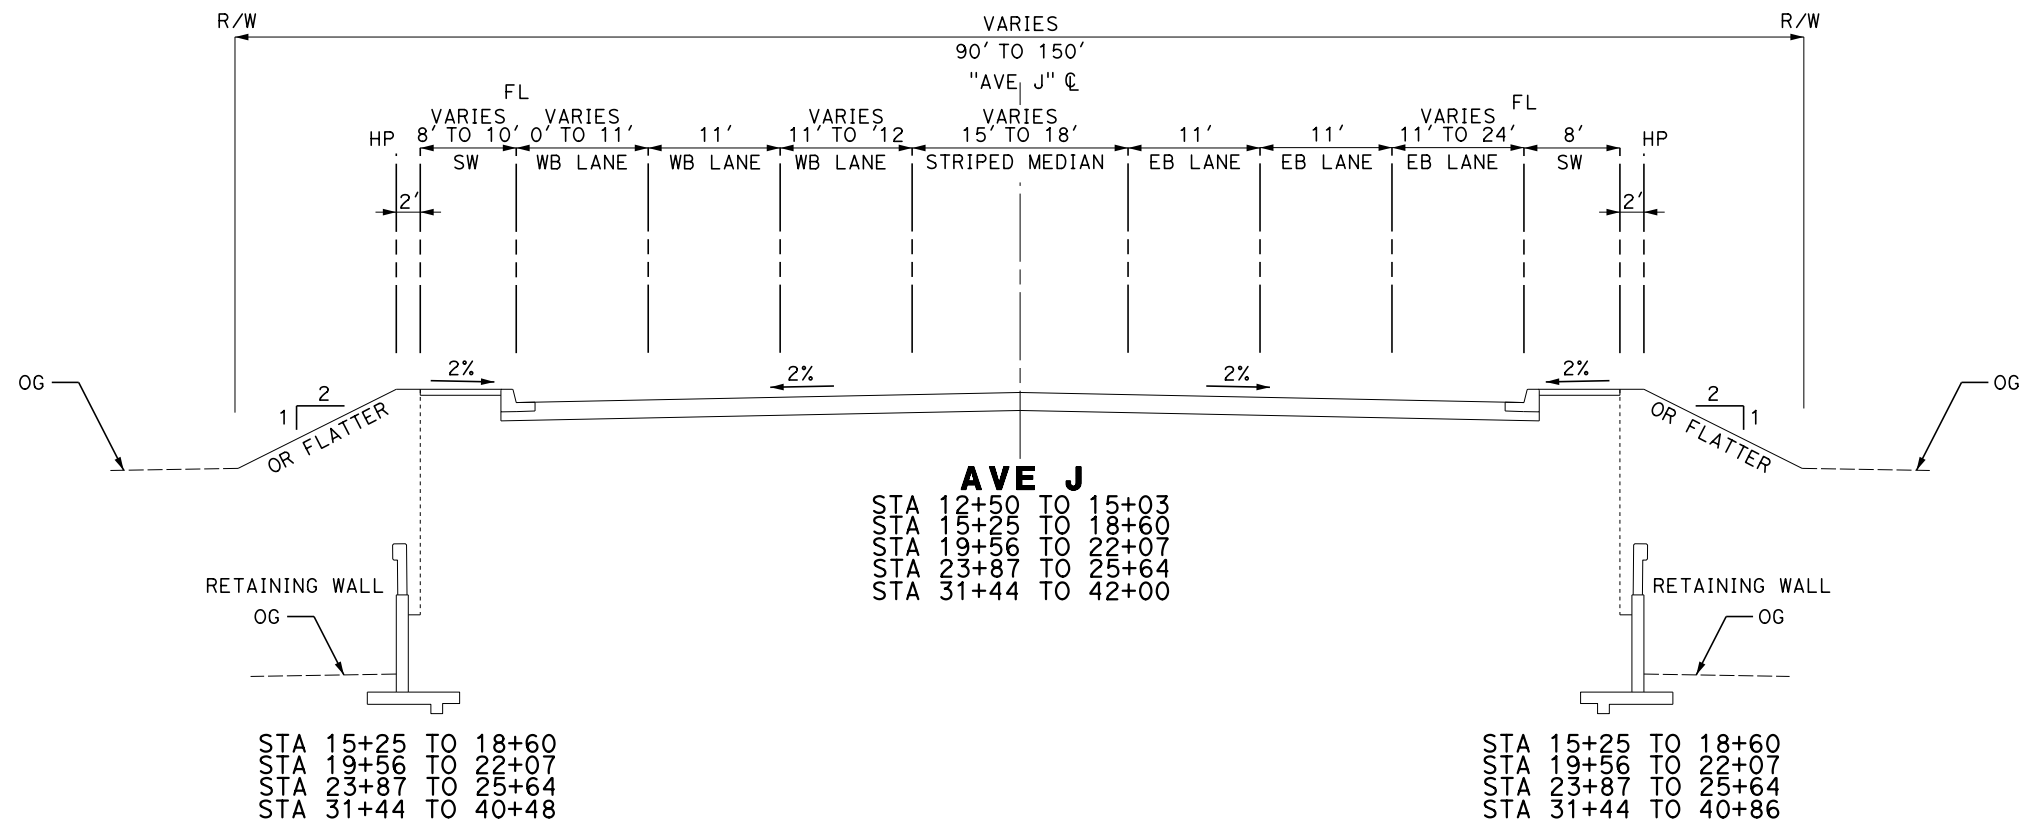 R/W VARIES R/W
90' TO 150'
"AVE J" ℄
FL
FL
VARIES VARIES VARIES VARIES VARIES
HP 8' TO 10' 0' TO 11' 11' 11' TO '12 15' TO 18' 11' 11' 11' TO 24' 8' HP
SW WB LANE WB LANE WB LANE STRIPED MEDIAN EB LANE EB LANE EB LANE SW
2' 2'
2% 2% 2% 2%
OG OG
2 2
1 1
OR FLATTER OR FLATTER
AVE J
STA 12+50 TO 15+03
STA 15+25 TO 18+60
STA 19+56 TO 22+07
STA 23+87 TO 25+64
STA 31+44 TO 42+00
RETAINING WALL RETAINING WALL
OG OG
STA 15+25 TO 18+60
STA 19+56 TO 22+07
STA 23+87 TO 25+64
STA 31+44 TO 40+48
STA 15+25 TO 18+60
STA 19+56 TO 22+07
STA 23+87 TO 25+64
STA 31+44 TO 40+86